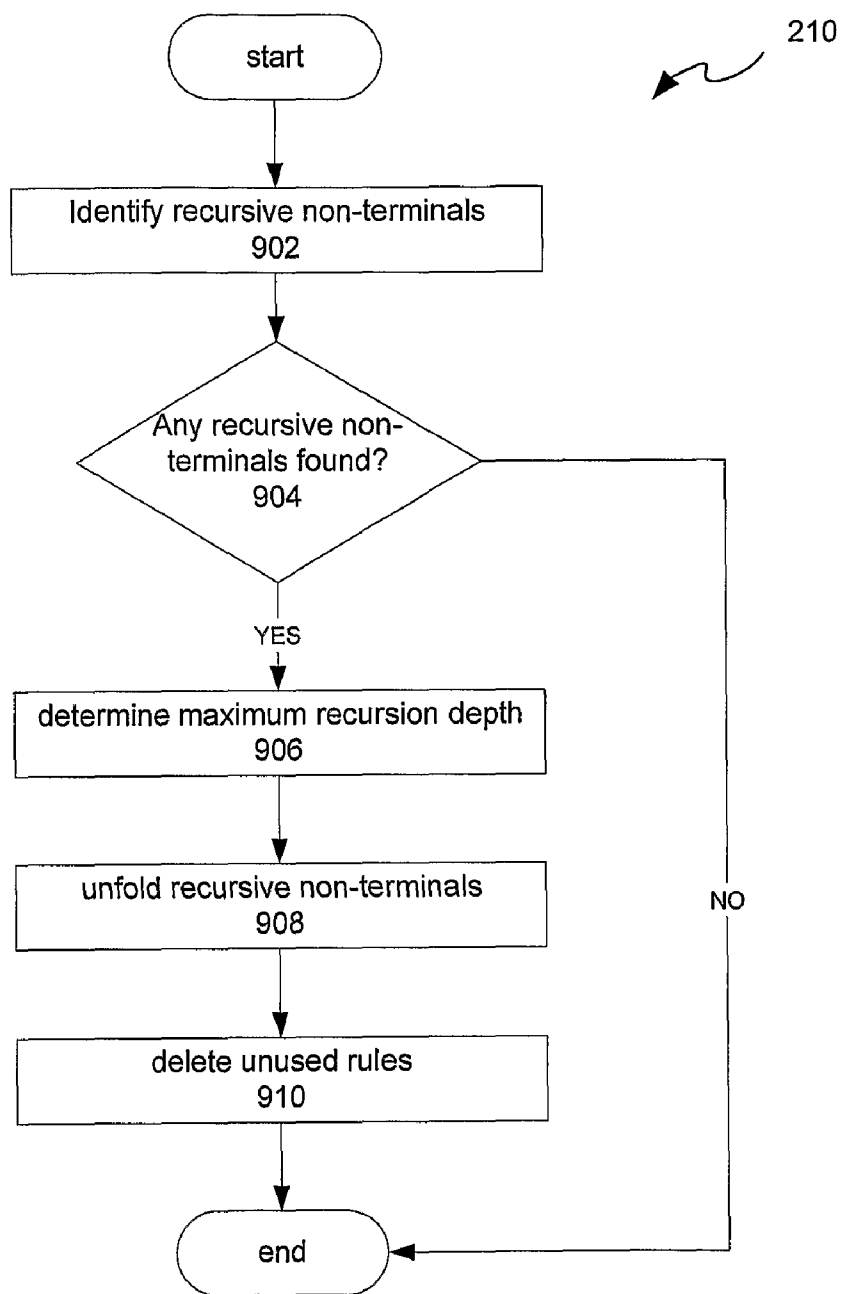 210
start
Identify recursive non-terminals
902
Any recursive non-
terminals found?
904
YES
determine maximum recursion depth
906
unfold recursive non-terminals
908
NO
delete unused rules
910
end